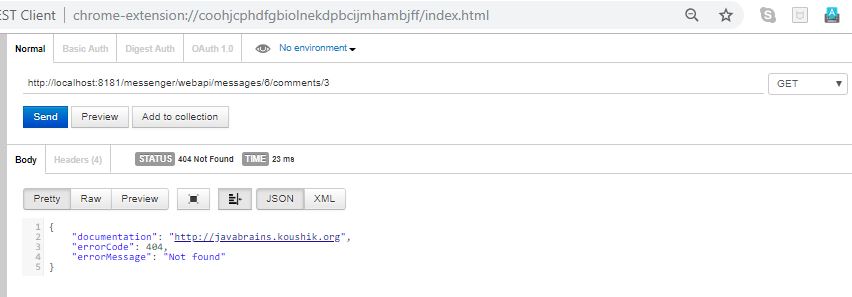 EST Client | chrome-extension://coohjcphdfgbiolnekdpbcijmhambjff/index.html
Normal Basic Auth Digest Auth OAuth 1.0 No environment
http://localhost:8181/messenger/webapi/messages/6/comments/3 GET
Send Preview Add to collection
Body Headers (4) STATUS 404 Not Found TIME 23 ms
Pretty Raw Preview JSON XML
1 {
2 "documentation": "http://javabrains.koushik.org",
3 "errorCode": 404,
4 "errorMessage": "Not found"
5 }